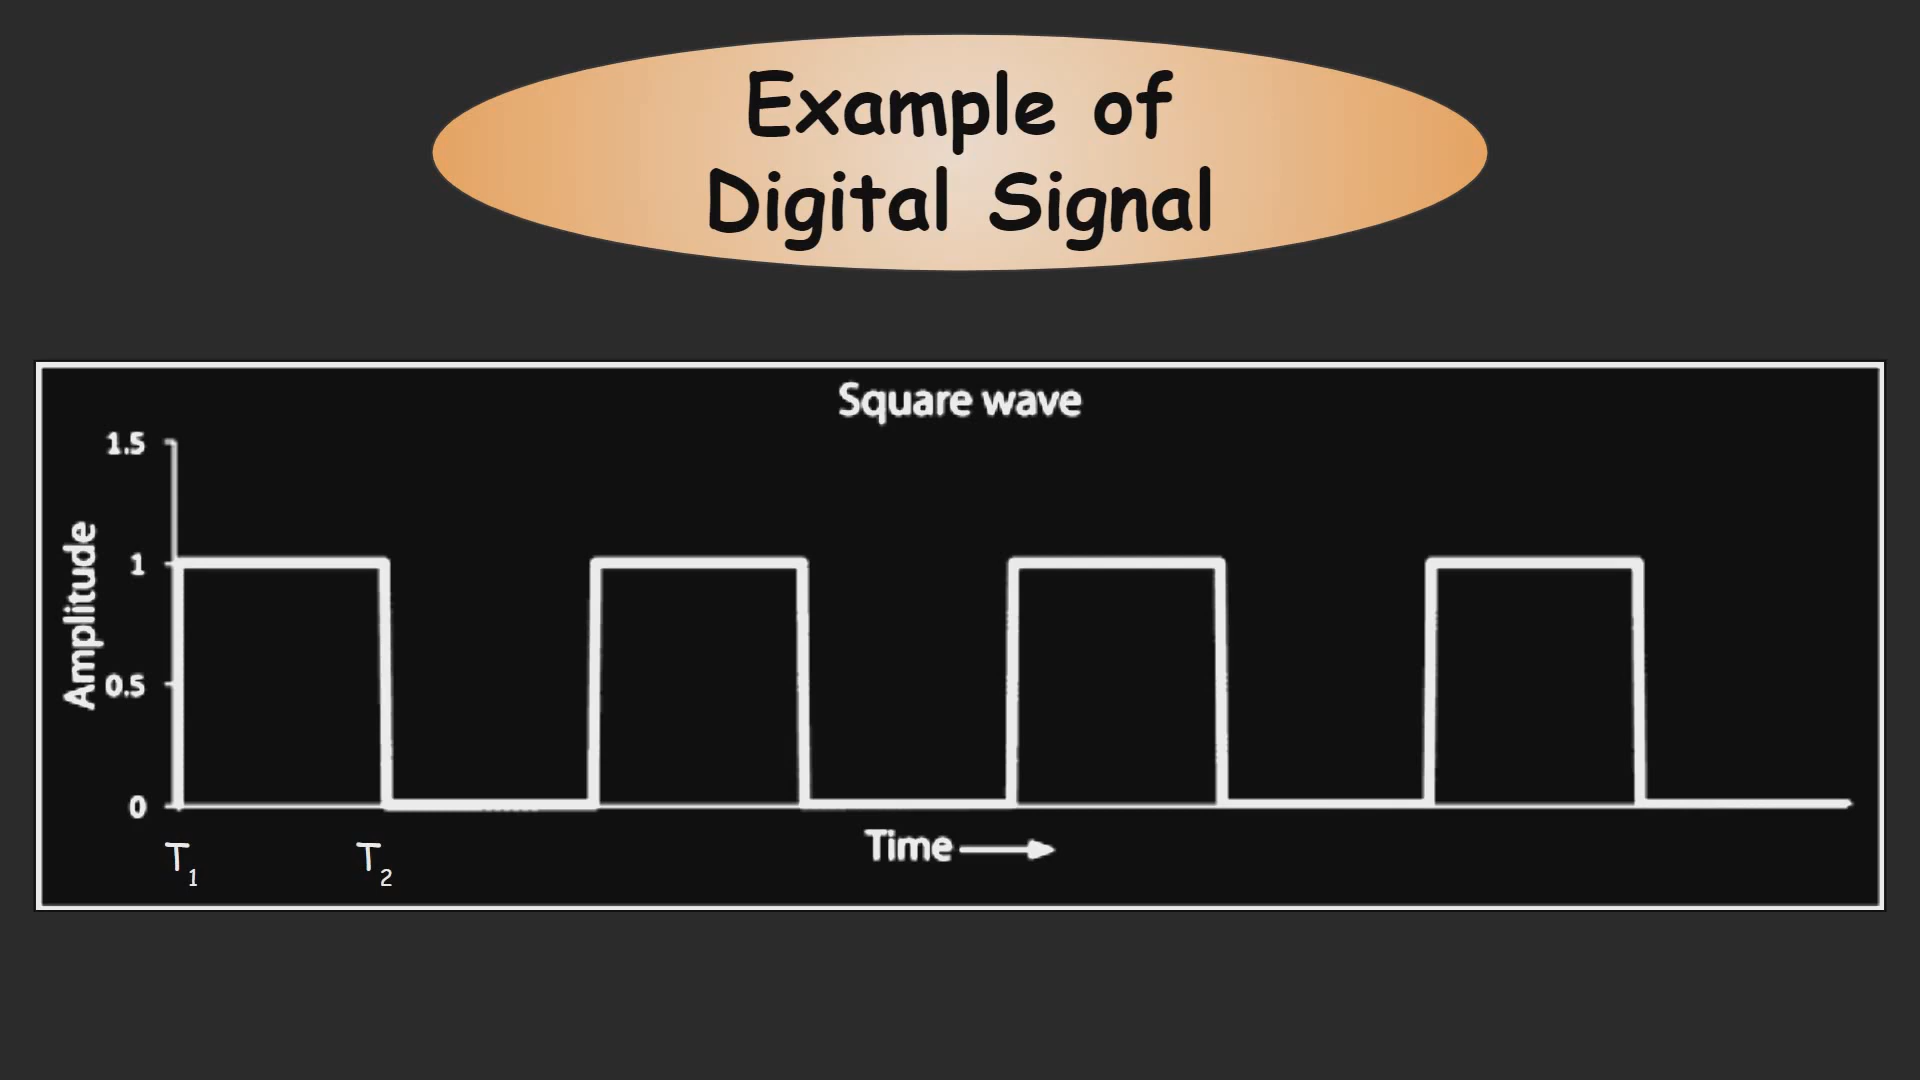 Example of
Digital Signal
Square wave
1.5
1
0.5
0
Amplitude
T₁
T₂
Time